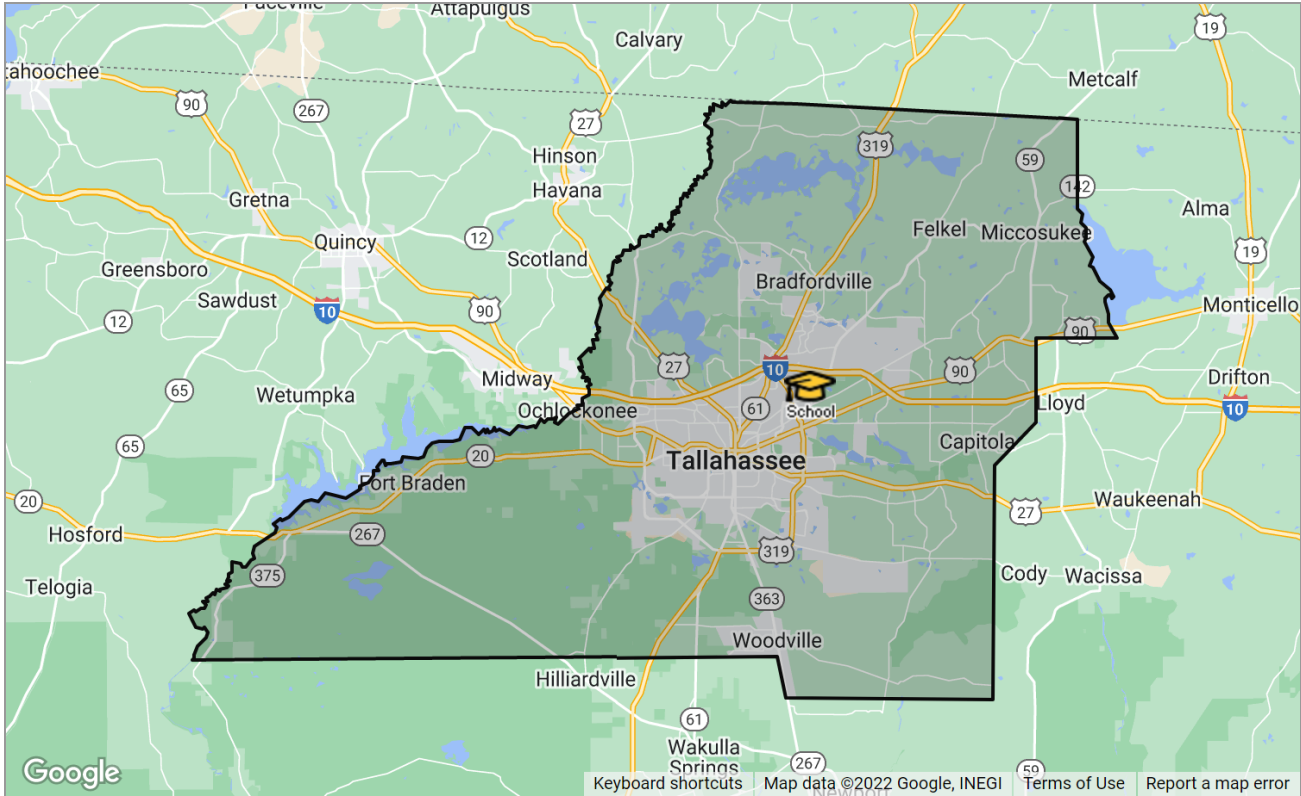 Faceville
Attapulgus
Calvary
19
tahoochee
Metcalf
90
267
27
319
Hinson
59
Havana
142
Gretna
Alma
Felkel
Miccosukee
Quincy
12
19
Scotland
Greensboro
Bradfordville
Sawdust
10
90
Monticello
12
90
27
10
90
Midway
Drifton
65
School
Wetumpka
Ochlockonee
61
Lloyd
10
65
20
Capitola
Tallahassee
Fort Braden
20
Waukeenah
27
Hosford
267
319
375
Cody
Wacissa
Telogia
363
Woodville
Hilliardville
61
Wakulla
Springs
267
59
Google
Newport
Keyboard shortcuts
Map data ©2022 Google, INEGI
Terms of Use
Report a map error